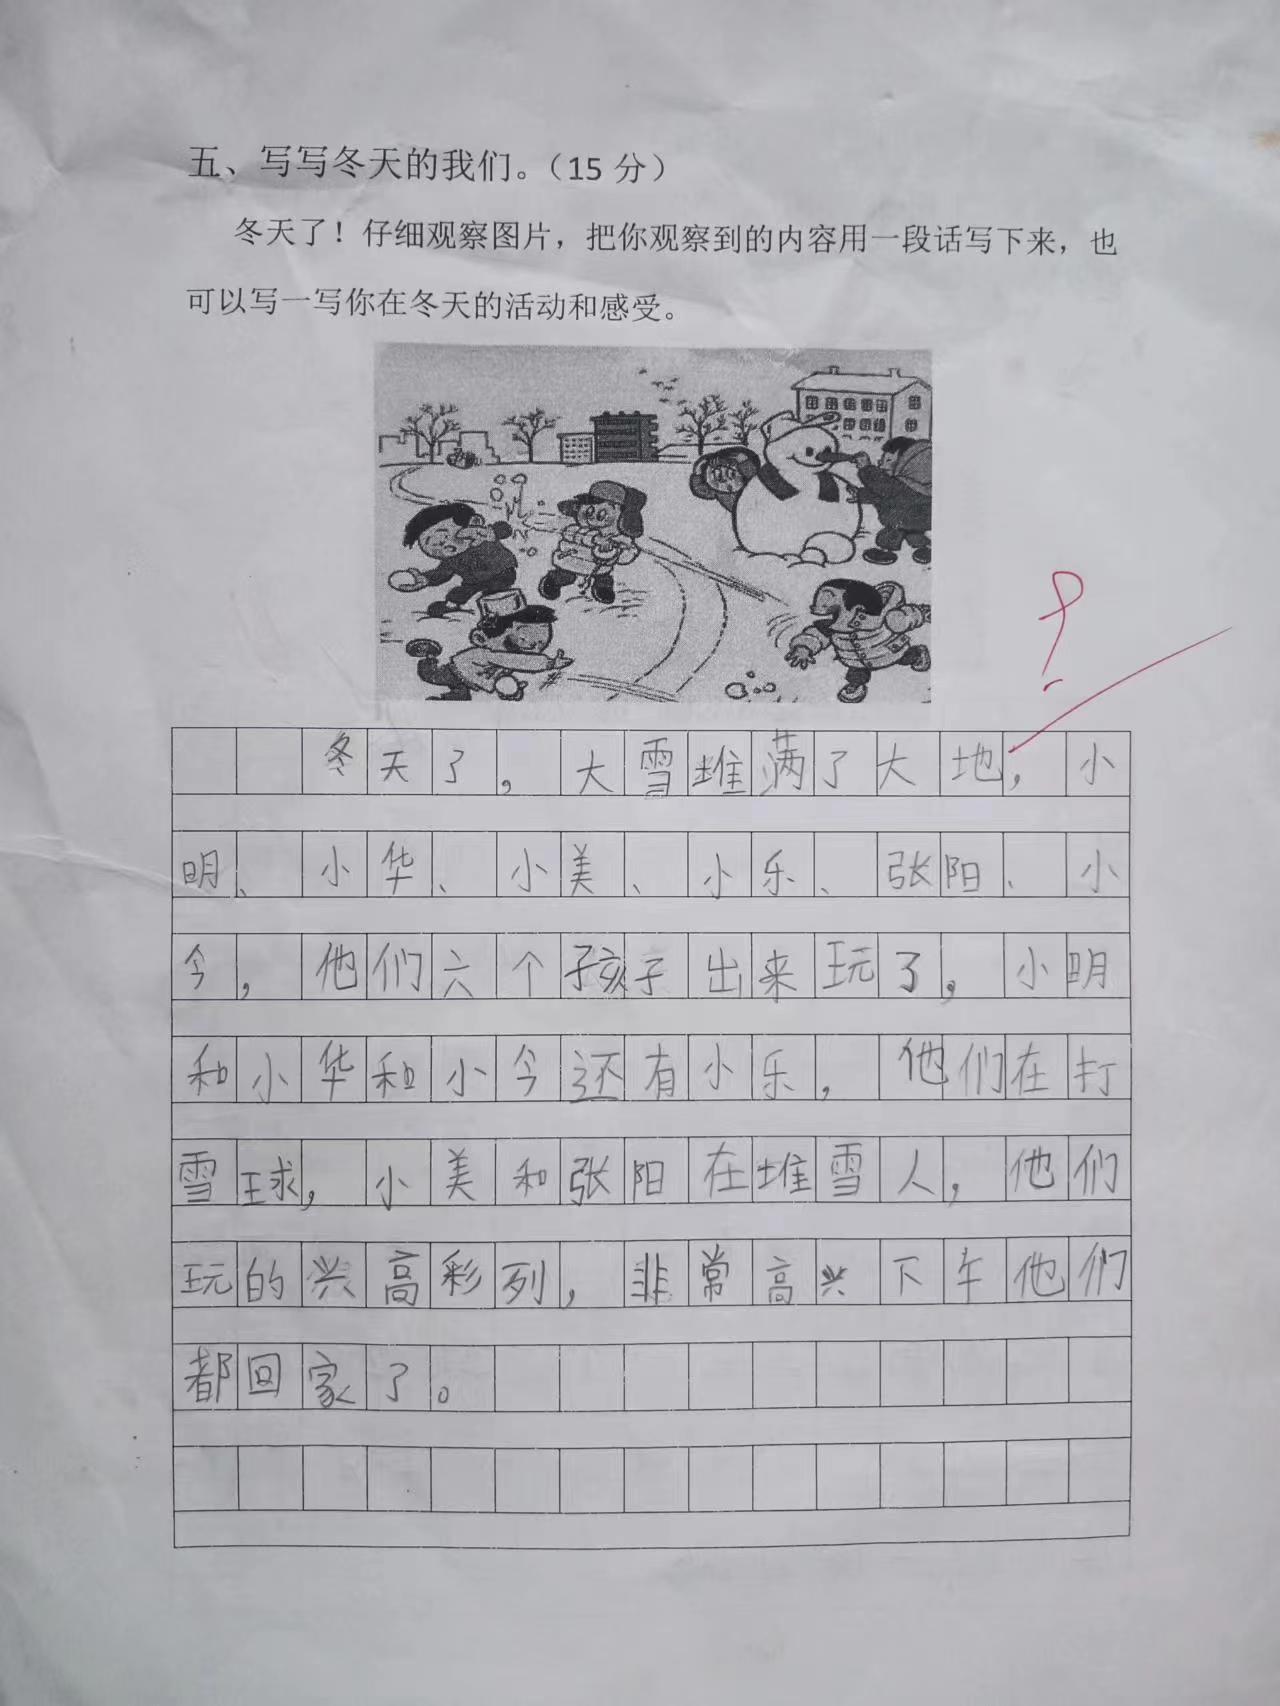 五、写写冬天的我们。（15 分）
冬天了！仔细观察图片，把你观察到的内容用一段话写下来，也
可以写一写你在冬天的活动和感受。
冬天了，大雪堆满了大地，小
明、小华、小美、小乐、张阳、小
今，他们六个孩子出来玩了，小明
和小华和小今还有小乐，他们在打
雪球，小美和张阳在堆雪人，他们
玩的兴高彩列，非常高兴下午他们
都回家了。